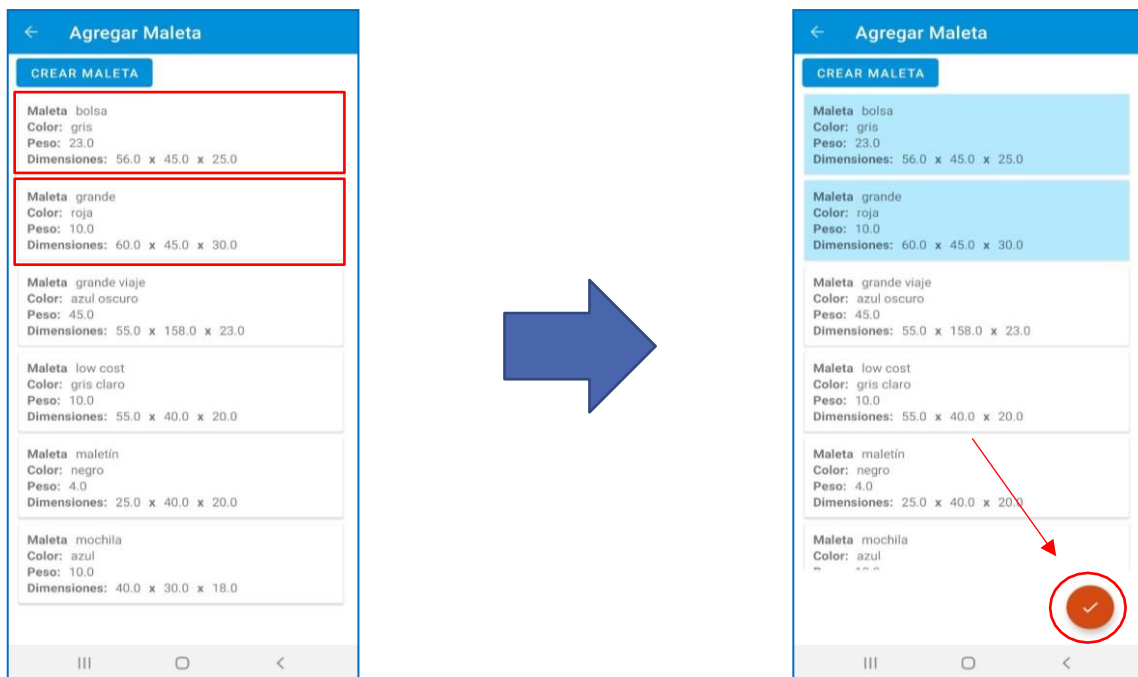 Agregar Maleta
CREAR MALETA
Maleta bolsa
Color: gris
Peso: 23.0
Dimensiones: 56.0 x 45.0 x 25.0
Maleta grande
Color: roja
Peso: 10.0
Dimensiones: 60.0 x 45.0 x 30.0
Maleta grande viaje
Color: azul oscuro
Peso: 45.0
Dimensiones: 55.0 x 158.0 x 23.0
Maleta low cost
Color: gris claro
Peso: 10.0
Dimensiones: 55.0 x 40.0 x 20.0
Maleta maletín
Color: negro
Peso: 4.0
Dimensiones: 25.0 x 40.0 x 20.0
Maleta mochila
Color: azul
Peso: 10.0
Dimensiones: 40.0 x 30.0 x 18.0
Agregar Maleta
CREAR MALETA
Maleta bolsa
Color: gris
Peso: 23.0
Dimensiones: 56.0 x 45.0 x 25.0
Maleta grande
Color: roja
Peso: 10.0
Dimensiones: 60.0 x 45.0 x 30.0
Maleta grande viaje
Color: azul oscuro
Peso: 45.0
Dimensiones: 55.0 x 158.0 x 23.0
Maleta low cost
Color: gris claro
Peso: 10.0
Dimensiones: 55.0 x 40.0 x 20.0
Maleta maletín
Color: negro
Peso: 4.0
Dimensiones: 25.0 x 40.0 x 20.0
Maleta mochila
Color: azul